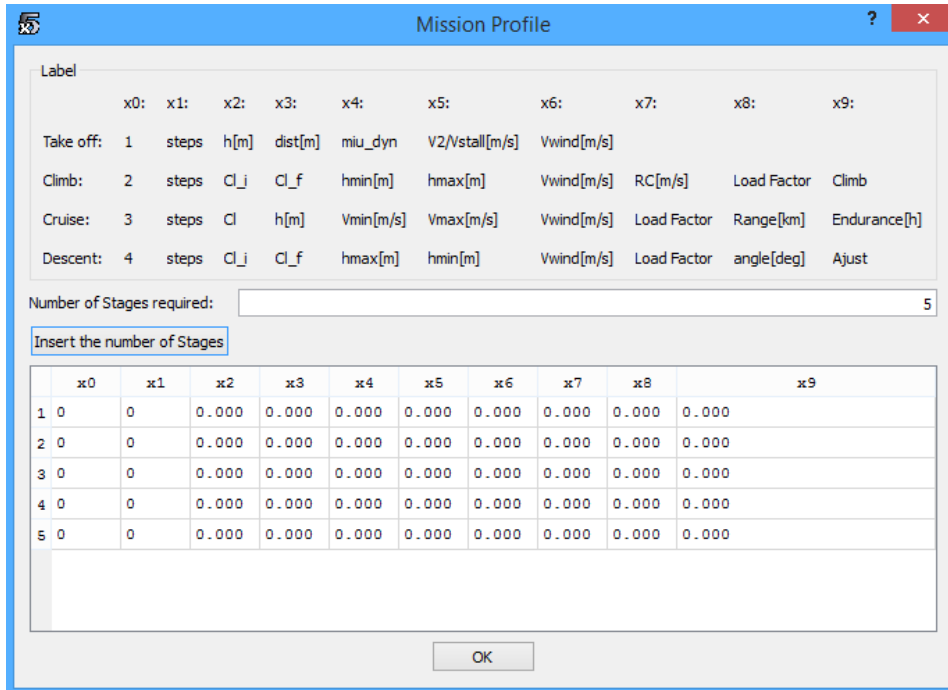 Mission Profile
?
×
Label
x0: x1: x2: x3: x4: x5: x6: x7: x8: x9:
Take off: 1 steps h[m] dist[m] miu_dyn V2/Vstall[m/s] Vwind[m/s]
Climb: 2 steps Cl_i Cl_f hmin[m] hmax[m] Vwind[m/s] RC[m/s] Load Factor Climb
Cruise: 3 steps Cl h[m] Vmin[m/s] Vmax[m/s] Vwind[m/s] Load Factor Range[km] Endurance[h]
Descent: 4 steps Cl_i Cl_f hmax[m] hmin[m] Vwind[m/s] Load Factor angle[deg] Ajust
Number of Stages required: 5
Insert the number of Stages
x0 x1 x2 x3 x4 x5 x6 x7 x8 x9
1 0 0 0.000 0.000 0.000 0.000 0.000 0.000 0.000 0.000
2 0 0 0.000 0.000 0.000 0.000 0.000 0.000 0.000 0.000
3 0 0 0.000 0.000 0.000 0.000 0.000 0.000 0.000 0.000
4 0 0 0.000 0.000 0.000 0.000 0.000 0.000 0.000 0.000
5 0 0 0.000 0.000 0.000 0.000 0.000 0.000 0.000 0.000
OK